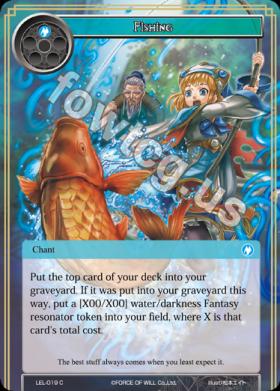 Fishing
fowtcg.us
Chant
Put the top card of your deck into your
graveyard. If it was put into your graveyard this
way, put a [X00/X00] water/darkness Fantasy
resonator token into your field, where X is that
card's total cost.
The best stuff always comes when you least expect it.
LEL-019 C
©FORCE OF WILL Co.,Ltd.